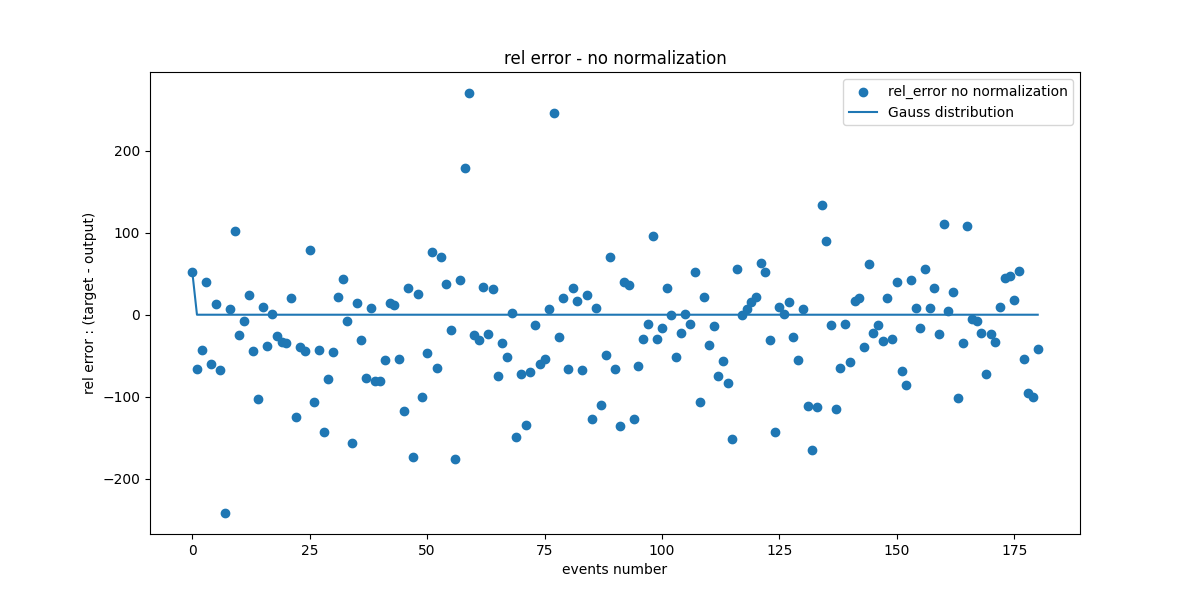 rel error - no normalization
rel_error no normalization
Gauss distribution
rel error : (target - output)
200
100
0
−100
−200
0
25
50
75
100
125
150
175
events number